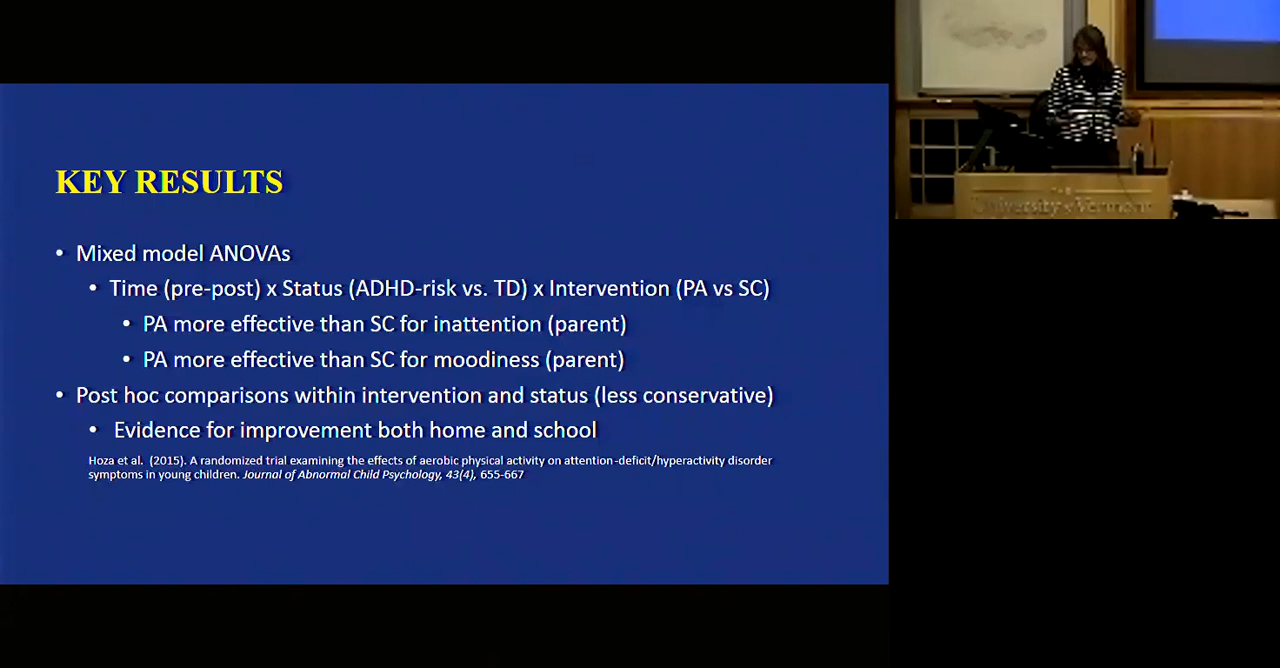 KEY RESULTS
• Mixed model ANOVAs
• Time (pre-post) x Status (ADHD-risk vs. TD) x Intervention (PA vs SC)
• PA more effective than SC for inattention (parent)
• PA more effective than SC for moodiness (parent)
• Post hoc comparisons within intervention and status (less conservative)
• Evidence for improvement both home and school
Hoza et al. (2015). A randomized trial examining the effects of aerobic physical activity on attention-deficit/hyperactivity disorder
symptoms in young children. Journal of Abnormal Child Psychology, 43(4), 655-667
THE
University of Vermont